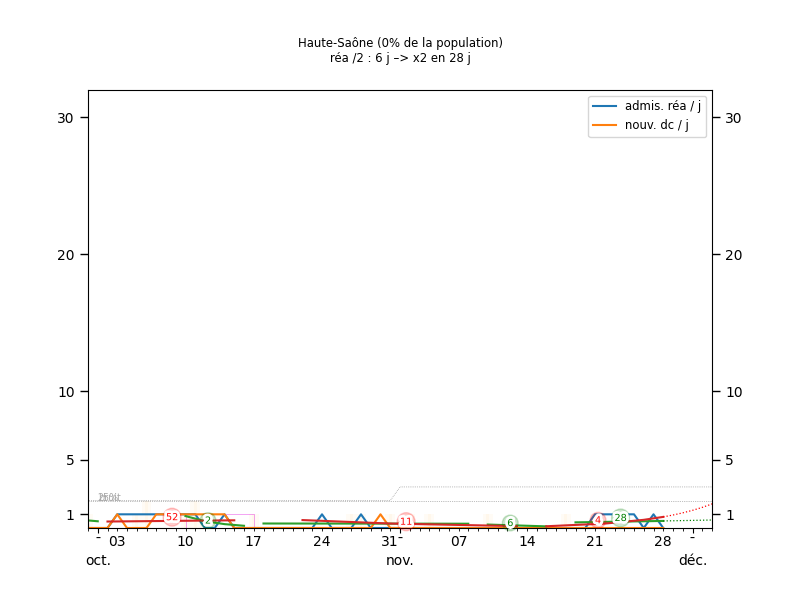 Haute-Saône (0% de la population)
réa /2 : 6 j –> x2 en 28 j
admis. réa / j
nouv. dc / j
30 30
20 20
10 10
5 5
1 1
52 2 11 6 4 28
- 03 10 17 24 31 - 07 14 21 28 -
oct. nov. déc.